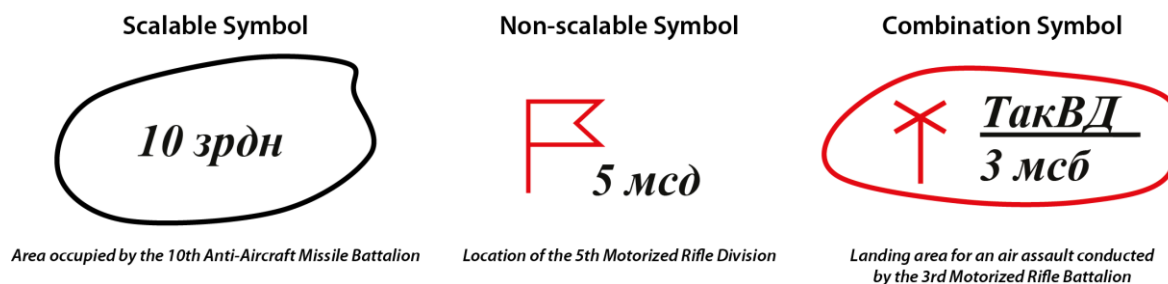 Scalable Symbol
10 зрдн
Area occupied by the 10th Anti-Aircraft Missile Battalion
Non-scalable Symbol
5 мсд
Location of the 5th Motorized Rifle Division
Combination Symbol
ТакВД
3 мсб
Landing area for an air assault conducted
by the 3rd Motorized Rifle Battalion